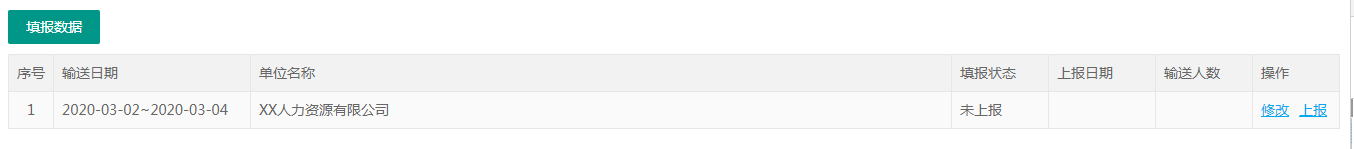 填报数据
序号 输送日期 单位名称 填报状态 上报日期 输送人数 操作
1 2020-03-02~2020-03-04 XX人力资源有限公司 未上报 修改 上报